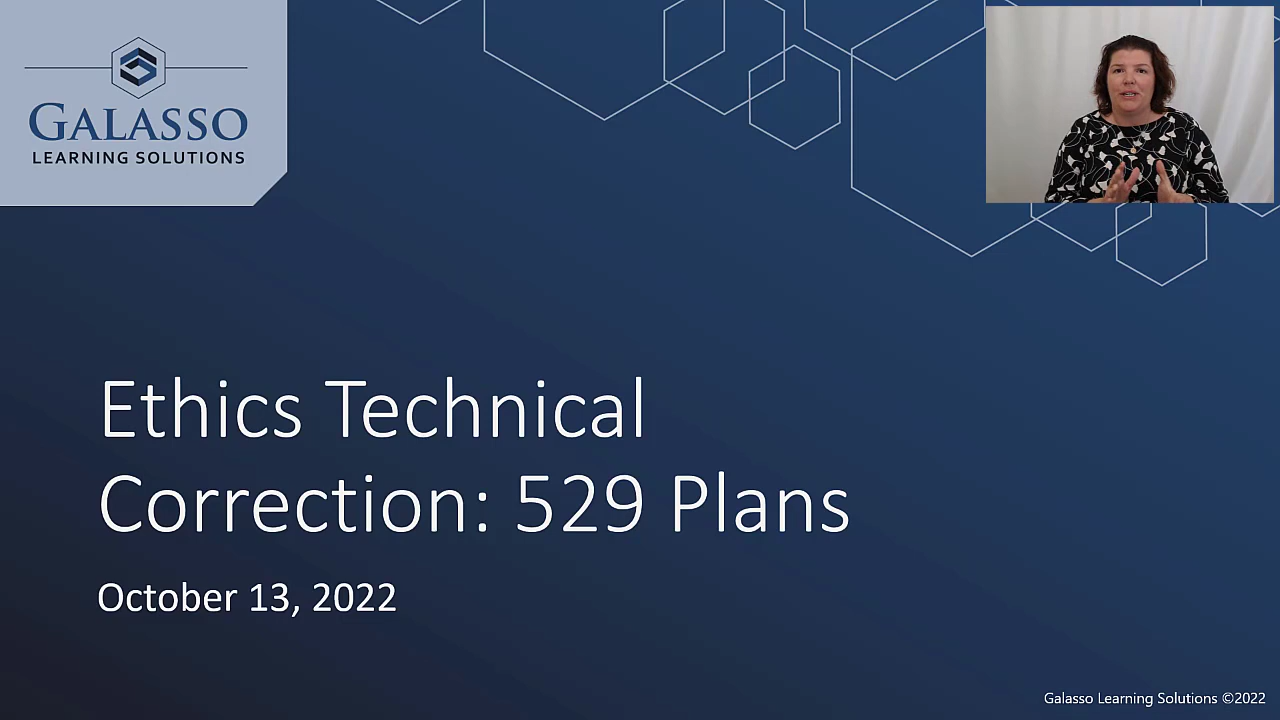 GALASSO
LEARNING SOLUTIONS
Ethics Technical
Correction: 529 Plans
October 13, 2022
Galasso Learning Solutions ©2022